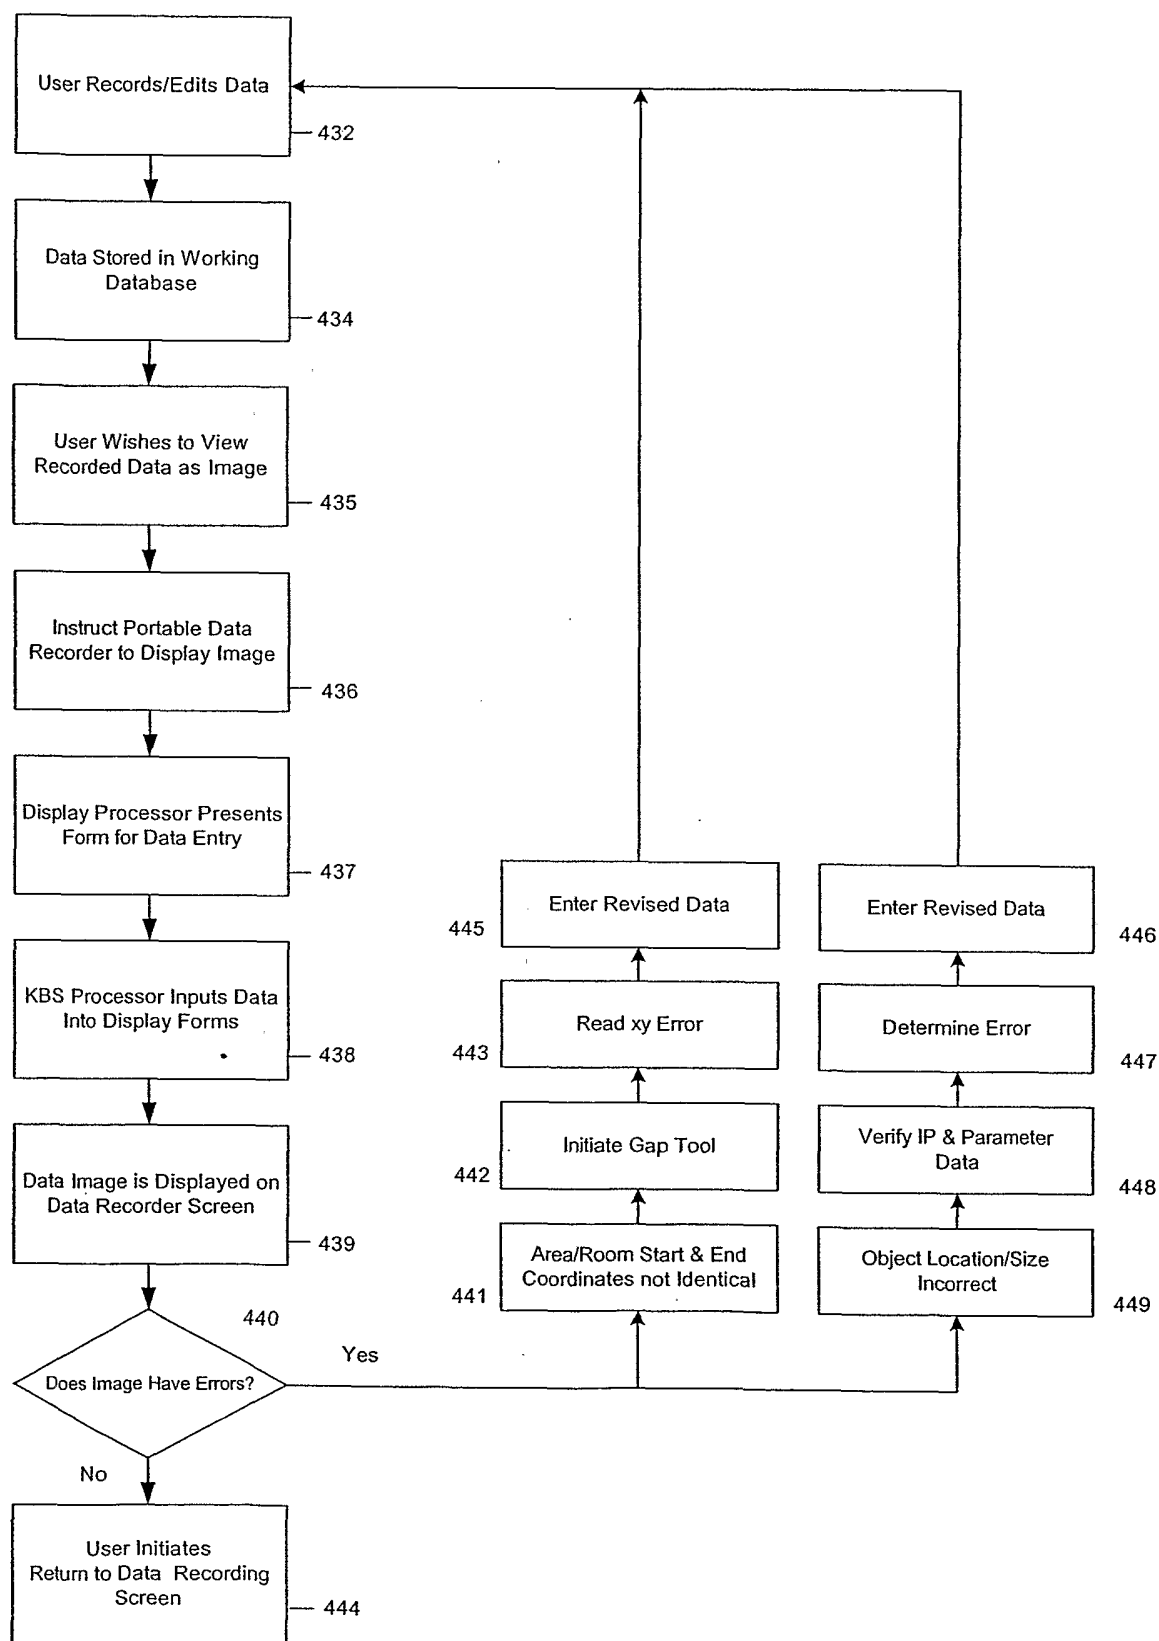 User Records/Edits Data
432
Data Stored in Working
Database
434
User Wishes to View
Recorded Data as Image
435
Instruct Portable Data
Recorder to Display Image
436
Display Processor Presents
Form for Data Entry
437
KBS Processor Inputs Data
Into Display Forms
438
Data Image is Displayed on
Data Recorder Screen
439
440
Does Image Have Errors?
Yes
No
User Initiates
Return to Data Recording
Screen
444
Enter Revised Data
445
Read xy Error
443
Initiate Gap Tool
442
Area/Room Start & End
Coordinates not Identical
441
Enter Revised Data
446
Determine Error
447
Verify IP & Parameter
Data
448
Object Location/Size
Incorrect
449